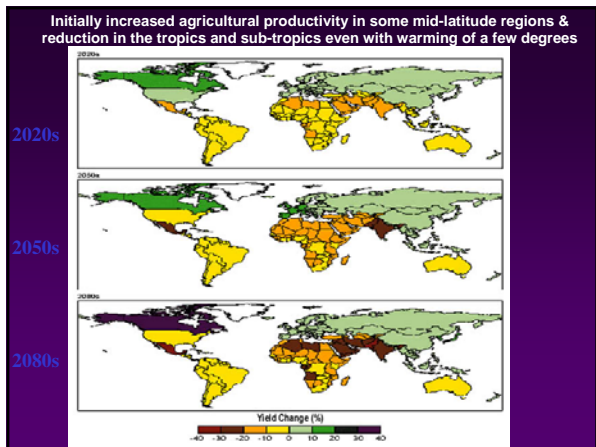 Initially increased agricultural productivity in some mid-latitude regions &
reduction in the tropics and sub-tropics even with warming of a few degrees
2020s
2020s
2050s
2050s
2080s
2080s
Yield Change (%)
-40 -30 -20 -10 0 10 20 30 40